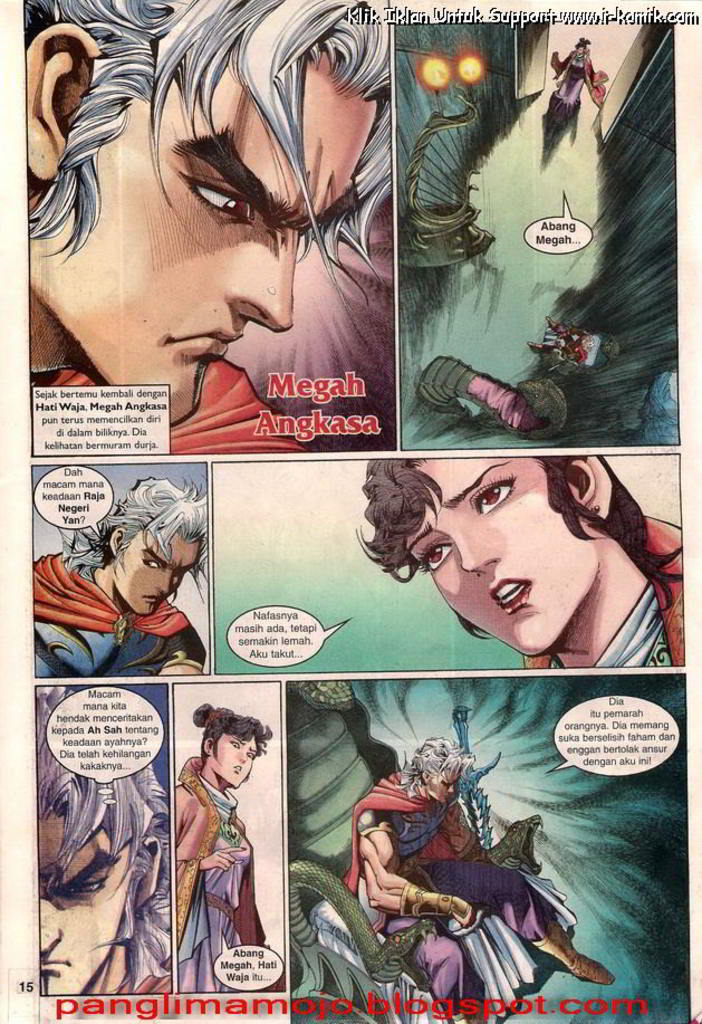 Klik Iklan Untuk Support www.i-komik.com
Sejak bertemu kembali dengan
Hati Waja, Megah Angkasa
pun terus memencilkan diri
di dalam biliknya. Dia
kelihatan bermuram durja.
Megah
Angkasa
Abang
Megah...
Dah
macam mana
keadaan Raja
Negeri
Yan?
Nafasnya
masih ada, tetapi
semakin lemah.
Aku takut...
Macam
mana kita
hendak menceritakan
kepada Ah Sah tentang
keadaan ayahnya?
Dia telah kehilangan
kakaknya...
Abang
Megah, Hati
Waja itu...
Dia
itu pemarah
orangnya. Dia memang
suka berselisih faham dan
enggan bertolak ansur
dengan aku ini!
15
panglimamojo.blogspot.com